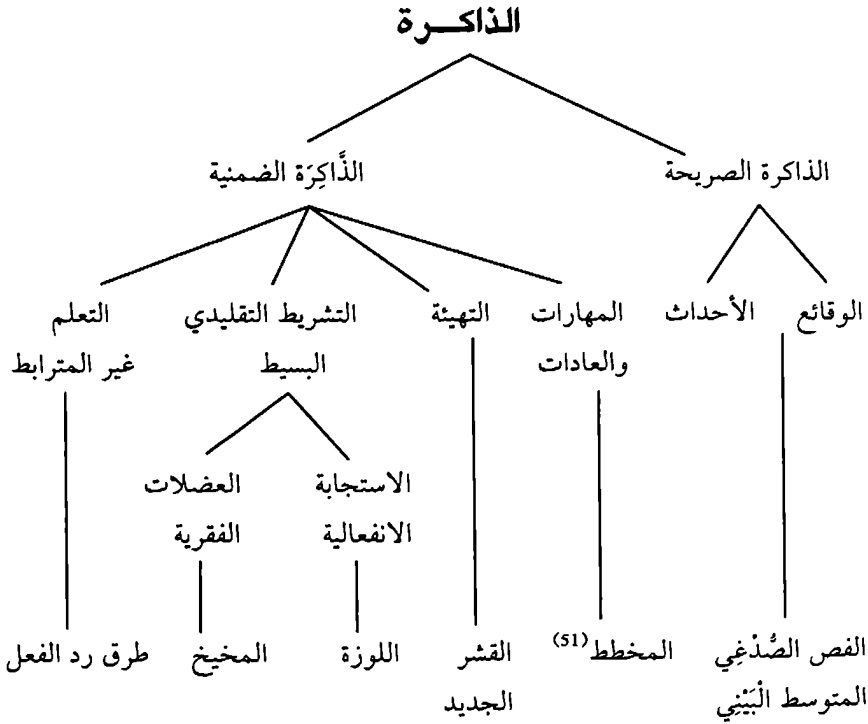 الذاكـــرة
الذاكرة الصريحة
الذَّاكِرَة الضمنية
الوقائع
الأحداث
المهارات
والعادات
التهيئة
التشريط التقليدي
البسيط
التعلم
غير المترابط
الاستجابة
الانفعالية
العضلات
الفقرية
الفص الصُّدْغِي
المتوسط الْبَيْنِي
المخطط(51)
القشر
الجديد
اللوزة
المخيخ
طرق رد الفعل